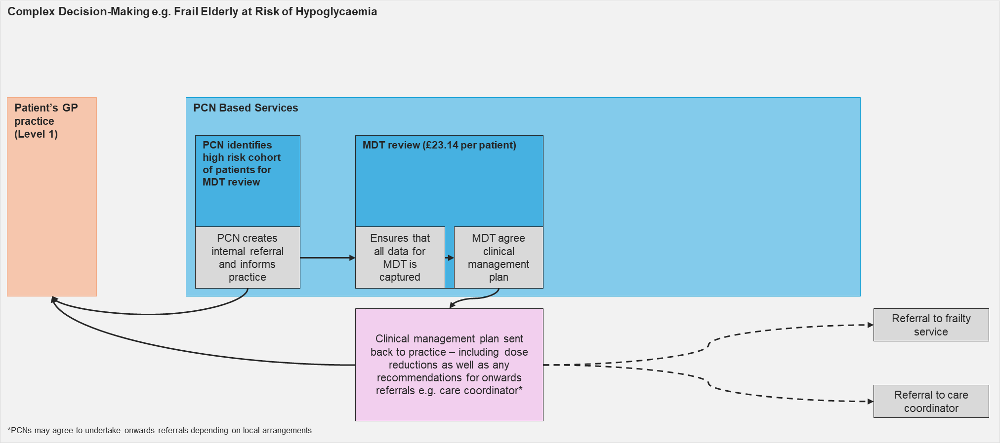 Complex Decision-Making e.g. Frail Elderly at Risk of Hypoglycaemia
Patient’s GP
practice
(Level 1)
PCN Based Services
PCN identifies
high risk cohort
of patients for
MDT review
MDT review (£23.14 per patient)
PCN creates
internal referral
and informs
practice
Ensures that
all data for
MDT is
captured
MDT agree
clinical
management
plan
Clinical management plan sent
back to practice – including dose
reductions as well as any
recommendations for onwards
referrals e.g. care coordinator*
Referral to frailty
service
Referral to care
coordinator
*PCNs may agree to undertake onwards referrals depending on local arrangements